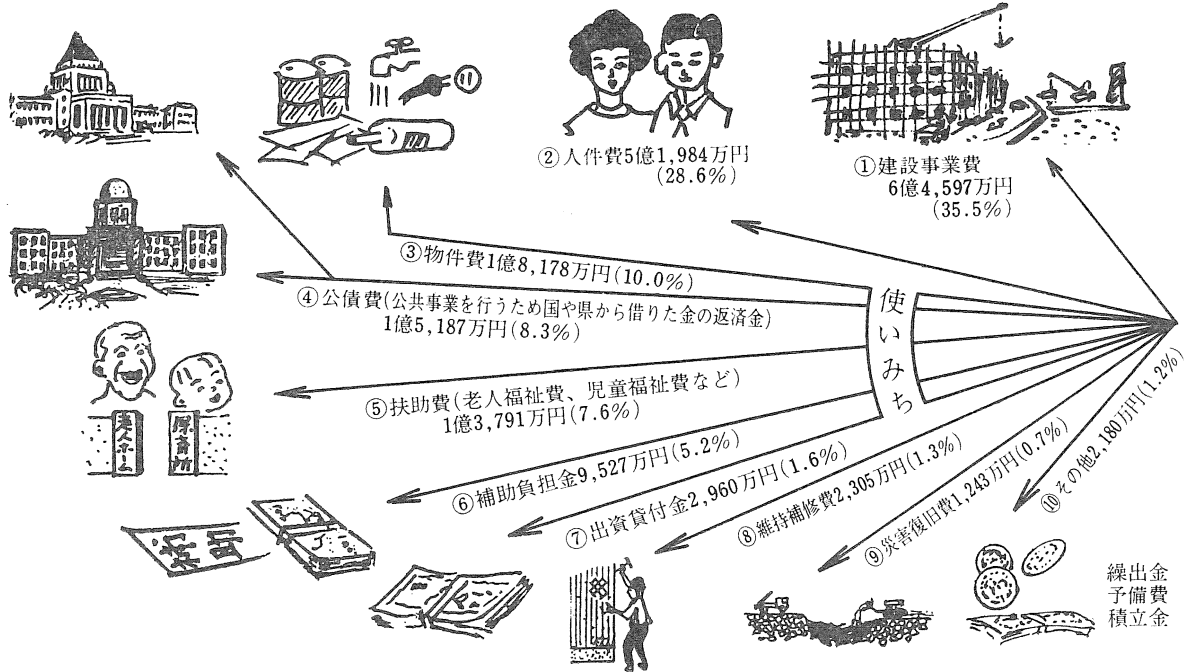 ① 建設事業費
6億4,597万円
(35.5%)
② 人件費5億1,984万円
(28.6%)
③ 物件費1億8,178万円(10.0%)
④ 公債費(公共事業を行うため国や県から借りた金の返済金)
1億5,187万円(8.3%)
⑤ 扶助費(老人福祉費、児童福祉費など)
1億3,791万円(7.6%)
⑥ 補助負担金9,527万円(5.2%)
⑦ 出資貸付金2,960万円(1.6%)
⑧ 維持補修費2,305万円(1.3%)
⑨ 災害復旧費1,243万円(0.7%)
⑩ その他2,180万円(1.2%)
使いみち
老人ホーム
補助
繰出金
予備費
積立金